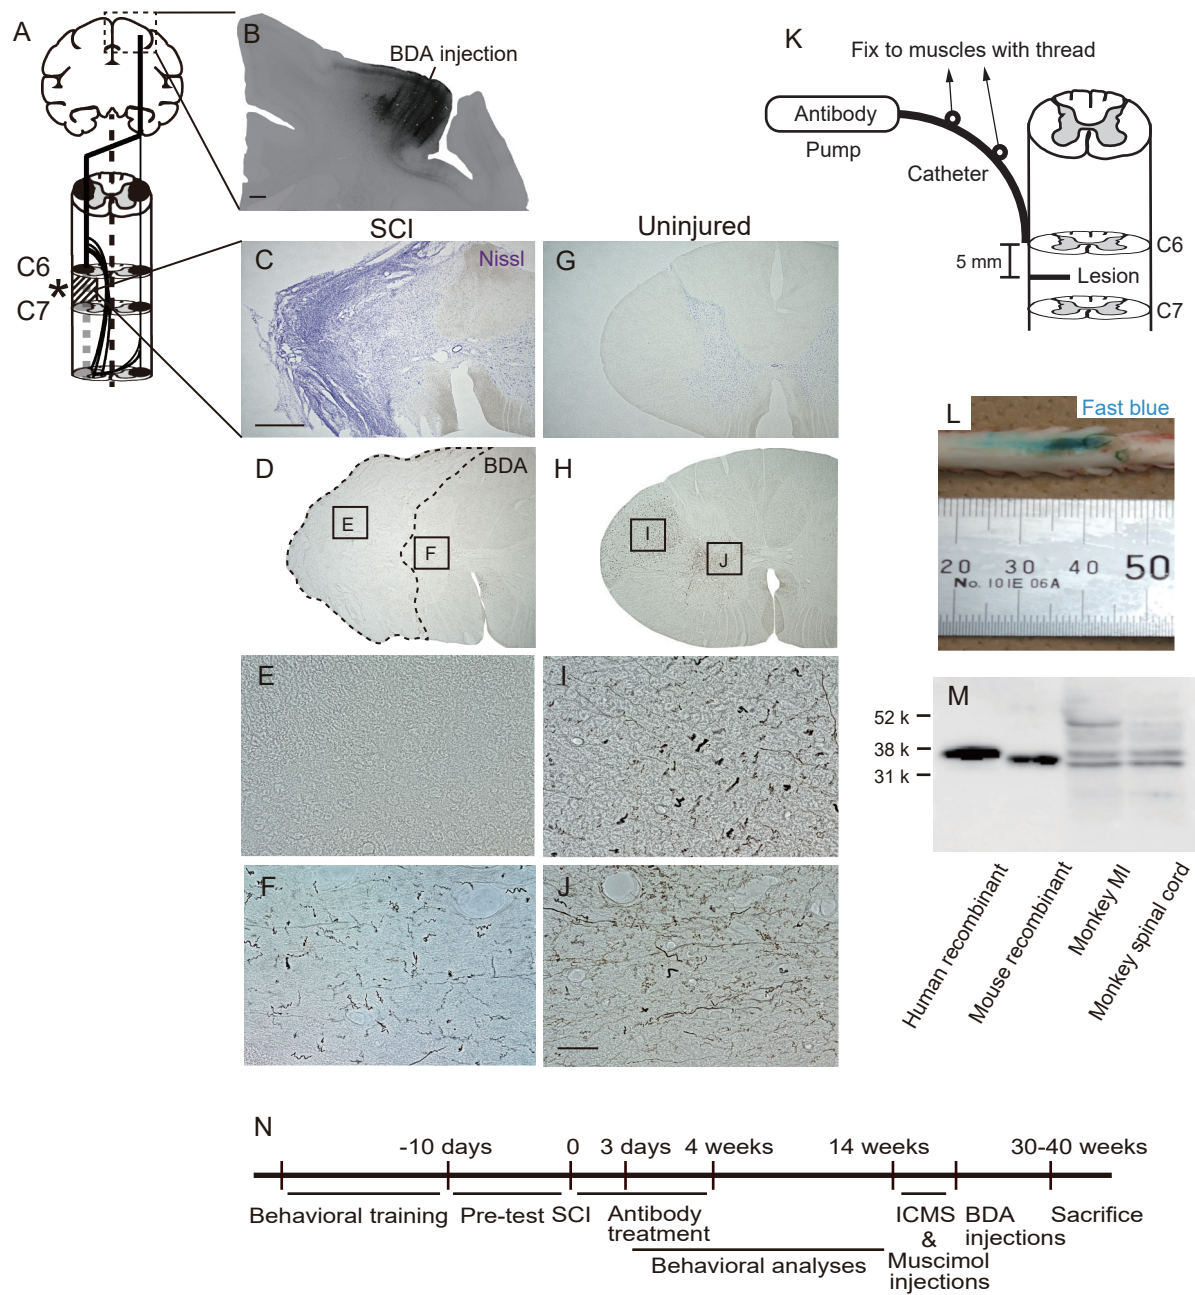 A
B
BDA injection
C6
*
C7
SCI
Uninjured
C
Nissl
G
D
BDA
E
F
H
I
J
E
I
F
J
K
Fix to muscles with thread
Antibody
Pump
Catheter
C6
5 mm
Lesion
C7
L
Fast blue
20 30 40 50
No. 101E 06A
M
52 k
38 k
31 k
Human recombinant
Mouse recombinant
Monkey MI
Monkey spinal cord
N
-10 days 0 3 days 4 weeks 14 weeks 30-40 weeks
Behavioral training
Pre-test
SCI
Antibody
treatment
Behavioral analyses
ICMS
&
Muscimol
injections
BDA
injections
Sacrifice